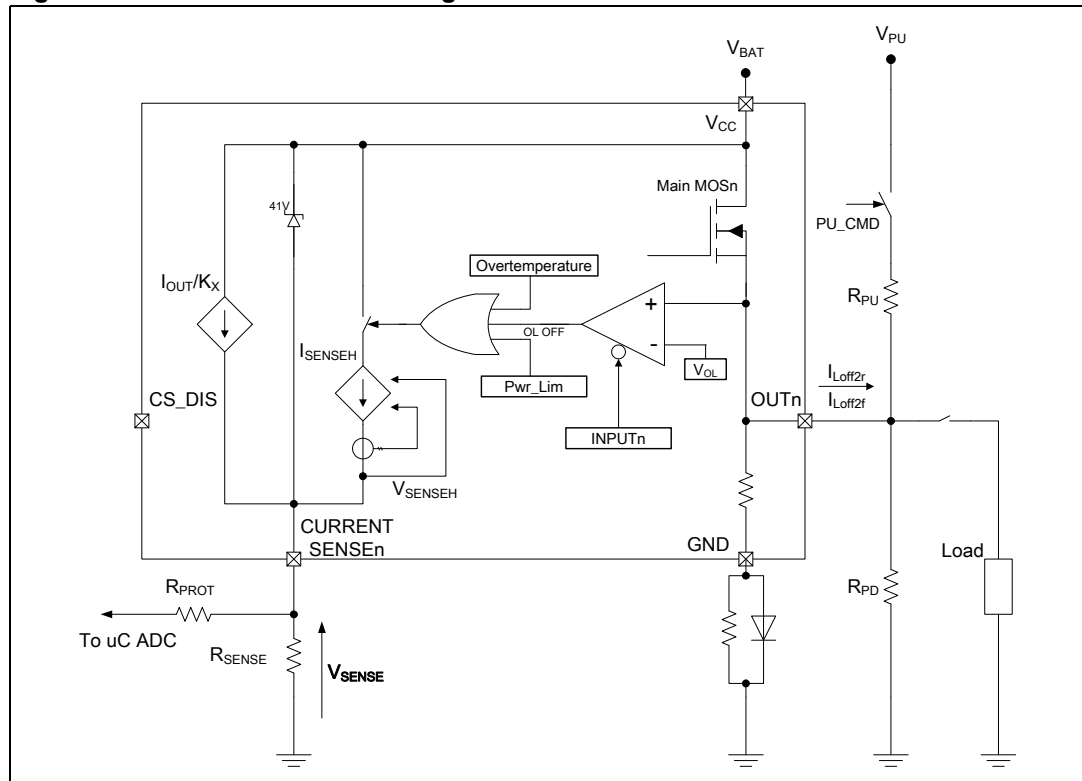 V_BAT
V_PU
V_CC
Main MOSn
41V
PU_CMD
Overtemperature
I_OUT/K_X
R_PU
+
OL OFF
-
I_SENSEH
V_OL
Pwr_Lim
CS_DIS
OUTn
I_Loff2r
I_Loff2f
INPUTn
V_SENSEH
CURRENT
SENSEn
GND
Load
R_PROT
R_PD
To uC ADC
R_SENSE
V_SENSE